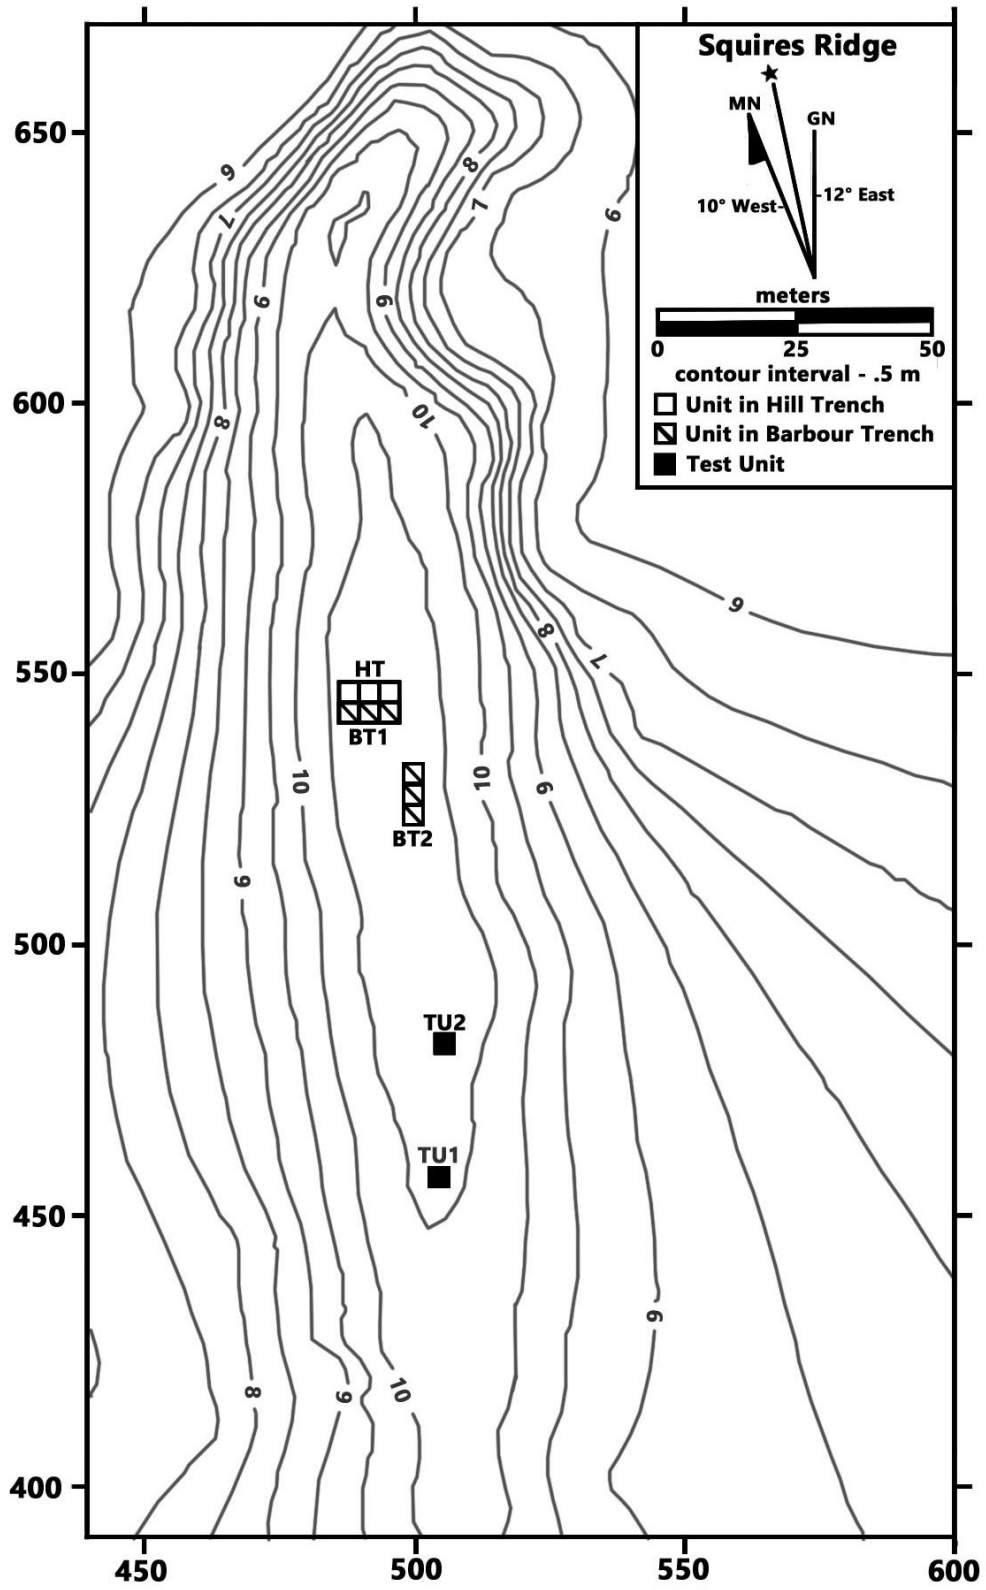 Squires Ridge
MN
GN
10° West
12° East
meters
0 25 50
contour interval - .5 m
Unit in Hill Trench
Unit in Barbour Trench
Test Unit
650
600
550
500
450
400
450 500 550 600
6
7
8
7
6
9
9
8
10
6
8
7
HT
BT1
BT2
10
10
9
9
TU2
TU1
9
8
9
10